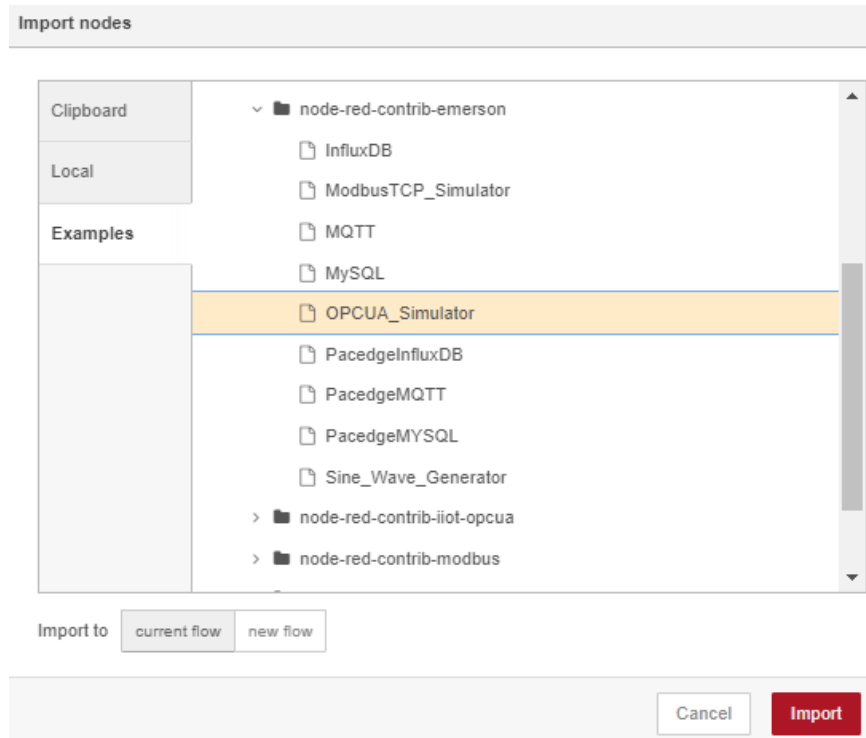 Import nodes
Clipboard
Local
Examples
node-red-contrib-emerson
InfluxDB
ModbusTCP_Simulator
MQTT
MySQL
OPCUA_Simulator
PacedgeInfluxDB
PacedgeMQTT
PacedgeMYSQL
Sine_Wave_Generator
node-red-contrib-iiot-opcua
node-red-contrib-modbus
Import to current flow new flow
Cancel Import